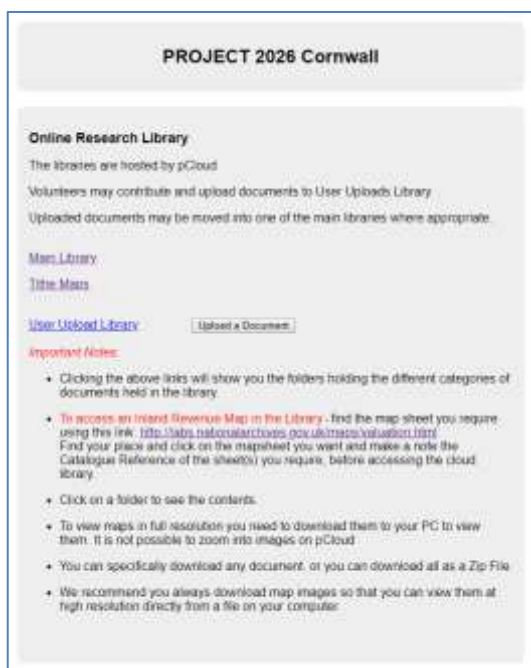 PROJECT 2026 Cornwall
Online Research Library
The libraries are hosted by pCloud
Volunteers may contribute and upload documents to User Uploads Library
Uploaded documents may be moved into one of the main libraries where appropriate.
Main Library
Tithe Maps
User Upload Library Upload a Document
Important Notes:
• Clicking the above links will show you the folders holding the different categories of
documents held in the library.
• To access an Inland Revenue Map in the Library - find the map sheet you require
using this link http://labs.nationalarchives.gov.uk/maps/valuation.html
Find your place and click on the mapsheet you want and make a note the
Catalogue Reference of the sheet(s) you require, before accessing the cloud
library.
• Click on a folder to see the contents.
• To view maps in full resolution you need to download them to your PC to view
them. It is not possible to zoom into images on pCloud
• You can specifically download any document. or you can download all as a Zip File
• We recommend you always download map images so that you can view them at
high resolution directly from a file on your computer